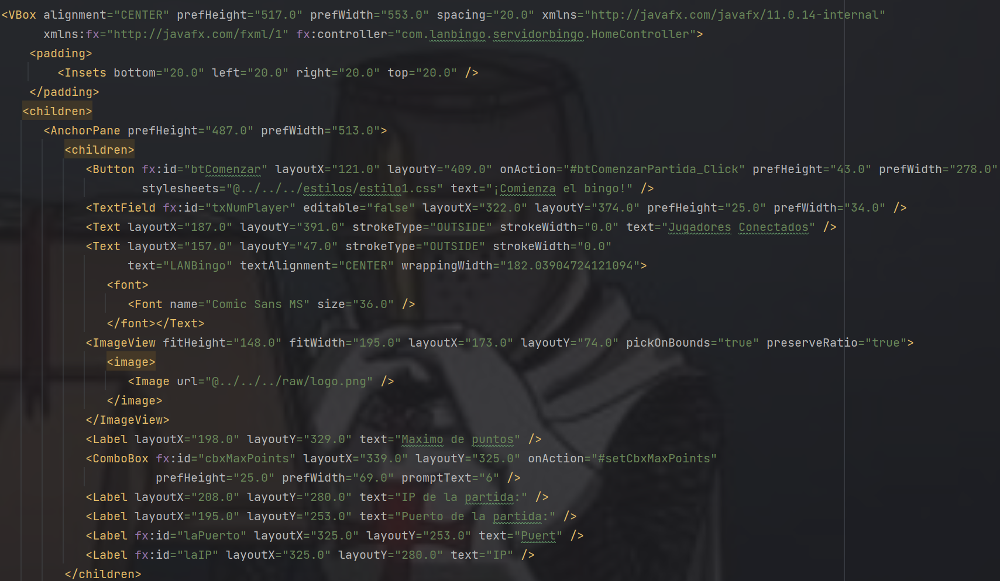 <VBox alignment="CENTER" prefHeight="517.0" prefWidth="553.0" spacing="20.0" xmlns="http://javafx.com/javafx/11.0.14-internal"
xmlns:fx="http://javafx.com/fxml/1" fx:controller="com.lanbingo.servidorbingo.HomeController">
<padding>
<Insets bottom="20.0" left="20.0" right="20.0" top="20.0" />
</padding>
<children>
<AnchorPane prefHeight="487.0" prefWidth="513.0">
<children>
<Button fx:id="btComenzar" layoutX="121.0" layoutY="409.0" onAction="#btComenzarPartida_Click" prefHeight="43.0" prefWidth="278.0"
stylesheets="@../../../estilos/estilo1.css" text="¡Comienza el bingo!" />
<TextField fx:id="txNumPlayer" editable="false" layoutX="322.0" layoutY="374.0" prefHeight="25.0" prefWidth="34.0" />
<Text layoutX="187.0" layoutY="391.0" strokeType="OUTSIDE" strokeWidth="0.0" text="Jugadores Conectados" />
<Text layoutX="157.0" layoutY="47.0" strokeType="OUTSIDE" strokeWidth="0.0"
text="LANBingo" textAlignment="CENTER" wrappingWidth="182.03904724121094">
<font>
<Font name="Comic Sans MS" size="36.0" />
</font></Text>
<ImageView fitHeight="148.0" fitWidth="195.0" layoutX="173.0" layoutY="74.0" pickOnBounds="true" preserveRatio="true">
<image>
<Image url="@../../../raw/logo.png" />
</image>
</ImageView>
<Label layoutX="198.0" layoutY="329.0" text="Maximo de puntos" />
<ComboBox fx:id="cbxMaxPoints" layoutX="339.0" layoutY="325.0" onAction="#setCbxMaxPoints"
prefHeight="25.0" prefWidth="69.0" promptText="6" />
<Label layoutX="208.0" layoutY="280.0" text="IP de la partida:" />
<Label layoutX="195.0" layoutY="253.0" text="Puerto de la partida:" />
<Label fx:id="laPuerto" layoutX="325.0" layoutY="253.0" text="Puert" />
<Label fx:id="laIP" layoutX="325.0" layoutY="280.0" text="IP" />
</children>